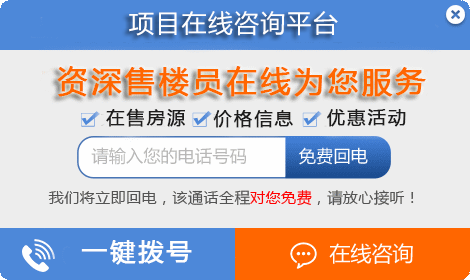 项目在线咨询平台
资深售楼员在线为您服务
在售房源 价格信息 优惠活动
请输入您的电话号码 免费回电
我们将立即回电，该通话全程对您免费，请放心接听！
一键拨号 在线咨询